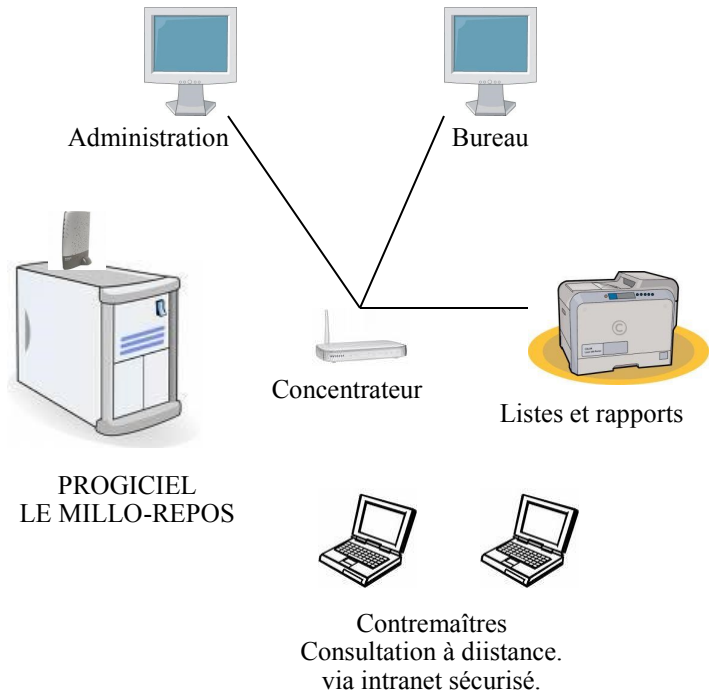 Administration
Bureau
Concentrateur
Listes et rapports
PROGICIEL
LE MILLO-REPOS
Contremaîtres
Consultation à diistance.
via intranet sécurisé.